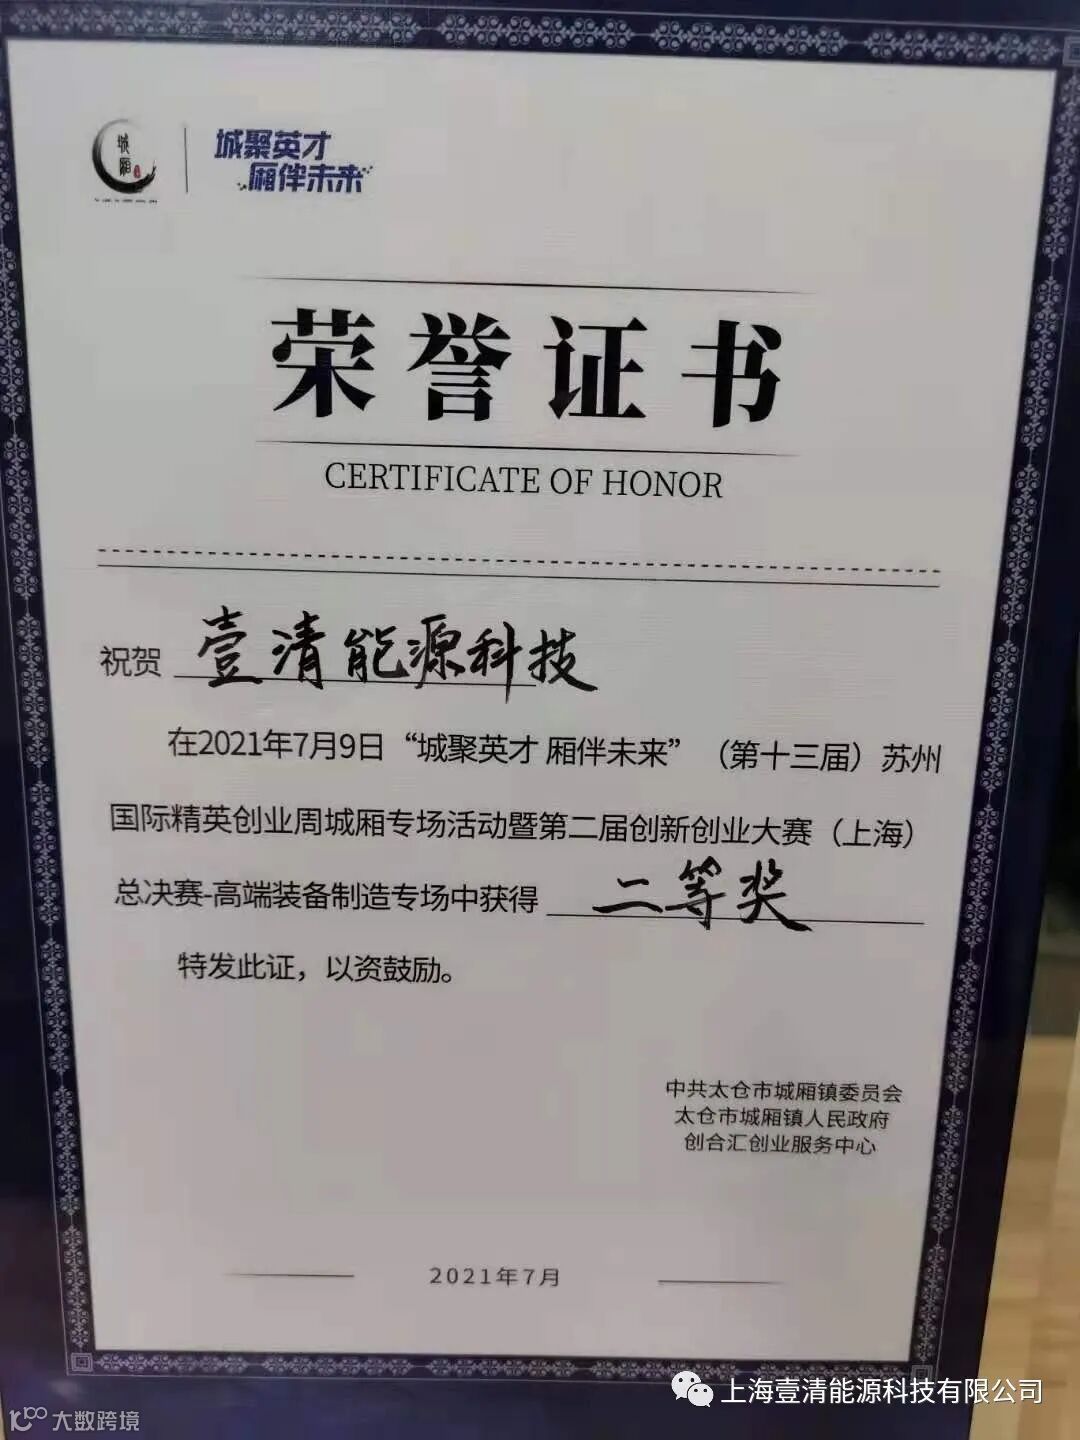 城厢
城聚英才
厢伴未来
荣誉证书
CERTIFICATE OF HONOR
祝贺 壹清能源科技
在2021年7月9日“城聚英才 厢伴未来”（第十三届）苏州
国际精英创业周城厢专场活动暨第二届创新创业大赛（上海）
总决赛-高端装备制造专场中获得 二等奖
特发此证，以资鼓励。
中共太仓市城厢镇委员会
太仓市城厢镇人民政府
创合汇创业服务中心
2021年7月
上海壹清能源科技有限公司
大数跨境